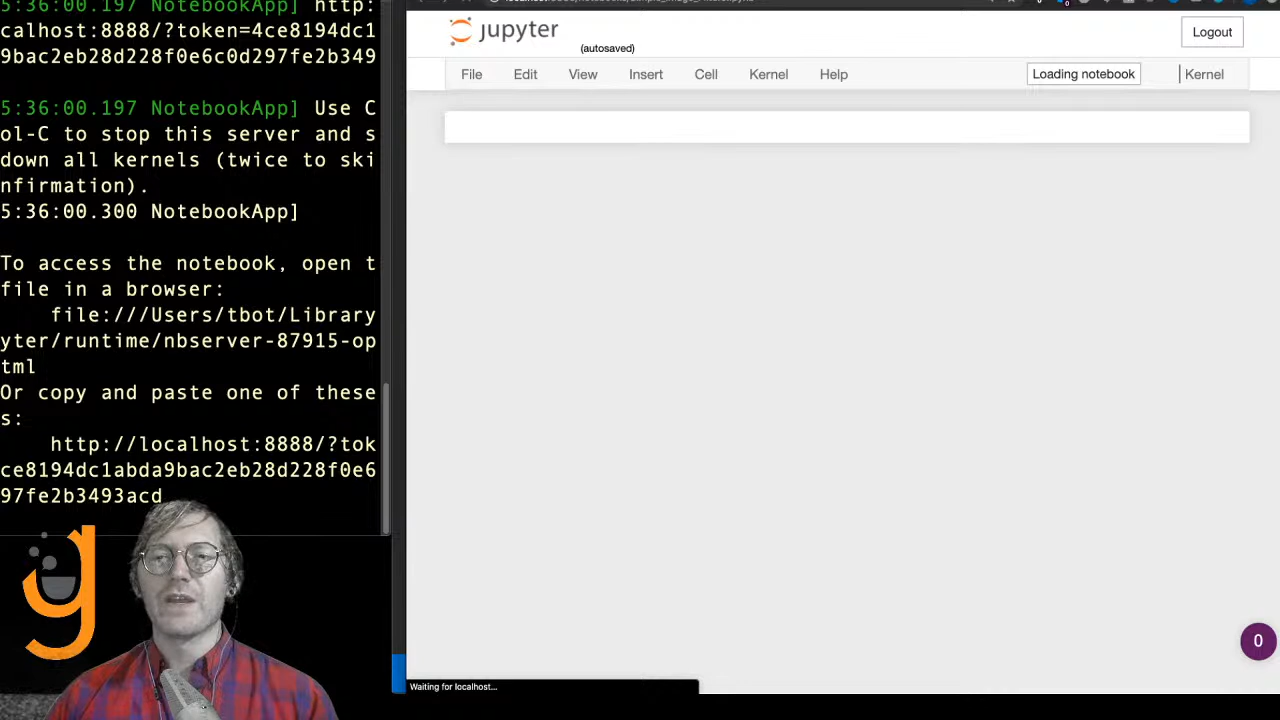 5:36:00.197 NotebookApp] http:
calhost:8888/?token=4ce8194dc1
9bac2eb28d228f0e6c0d297fe2b349
5:36:00.197 NotebookApp] Use C
ol-C to stop this server and s
down all kernels (twice to ski
nfirmation).
5:36:00.300 NotebookApp]
To access the notebook, open t
file in a browser:
file:///Users/tbot/Library
yter/runtime/nbserver-87915-op
tml
Or copy and paste one of these
s:
http://localhost:8888/?tok
ce8194dc1abda9bac2eb28d228f0e6
97fe2b3493acd
g
jupyter
(autosaved)
Logout
File Edit View Insert Cell Kernel Help
Loading notebook
Kernel
0
Waiting for localhost...